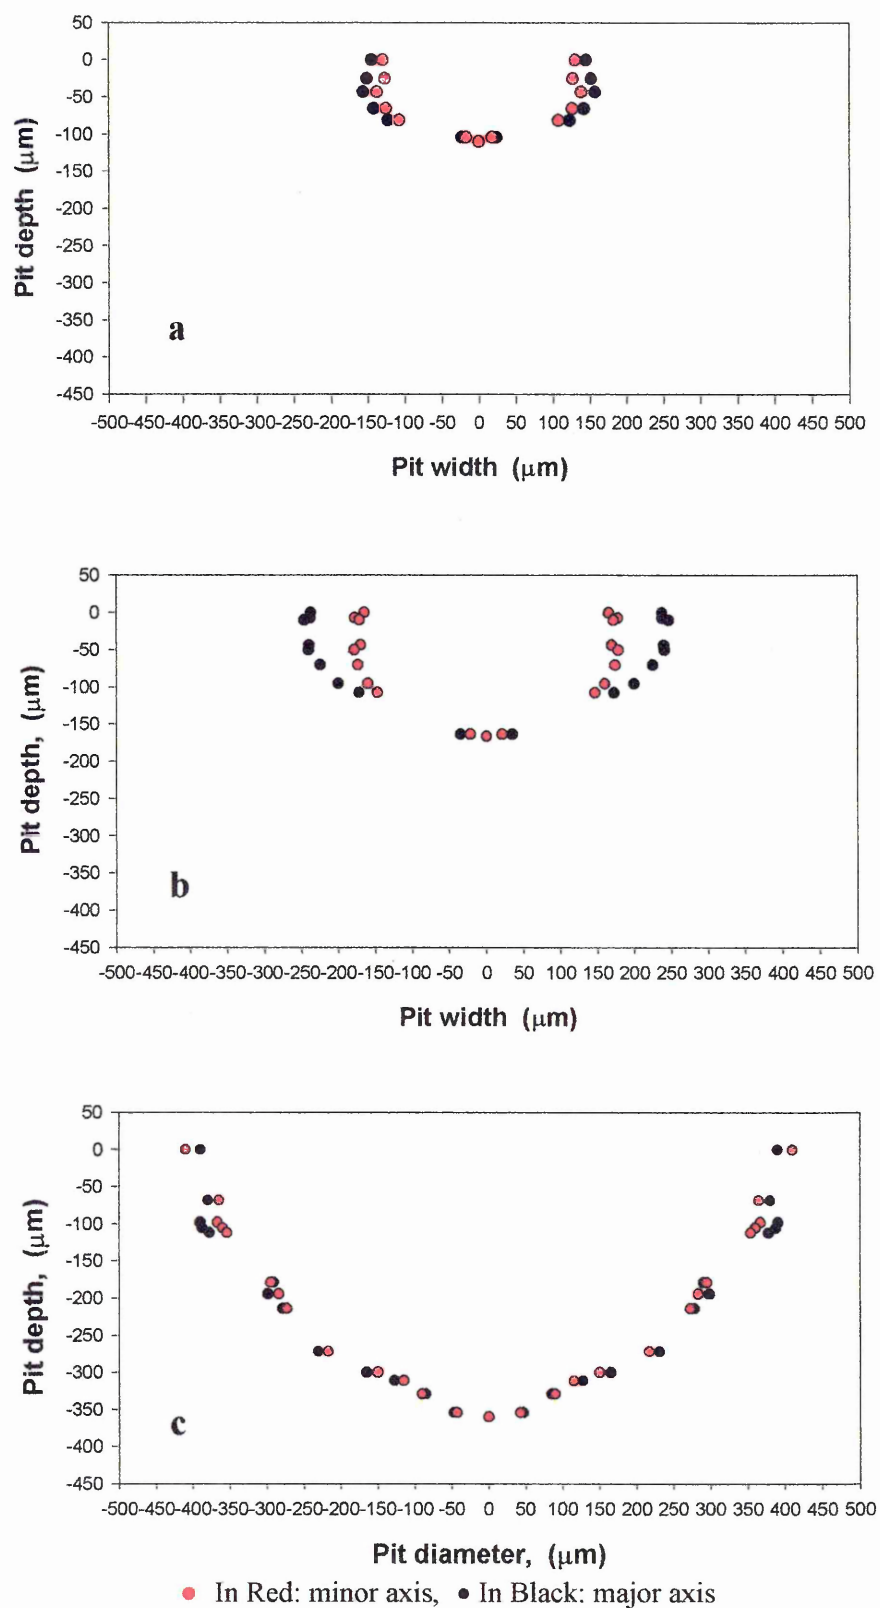 50
0
-50
-100
-150
-200
-250
-300
-350
-400
-450
Pit depth (μm)
a
-500-450-400-350-300-250-200-150-100 -50 0 50 100 150 200 250 300 350 400 450 500
Pit width (μm)
50
0
-50
-100
-150
-200
-250
-300
-350
-400
-450
Pit depth, (μm)
b
-500-450-400-350-300-250-200-150-100 -50 0 50 100 150 200 250 300 350 400 450 500
Pit width (μm)
50
0
-50
-100
-150
-200
-250
-300
-350
-400
-450
Pit depth, (μm)
c
-500-450-400-350-300-250-200-150-100 -50 0 50 100 150 200 250 300 350 400 450 500
Pit diameter, (μm)
In Red: minor axis, In Black: major axis